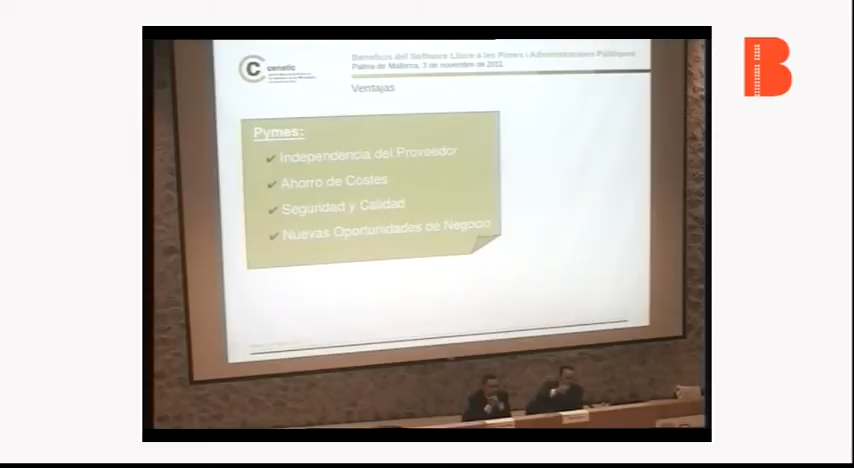 cenatic
Beneficis del Software Lliure a les Pimes i Administracions Públiques
Palma de Mallorca, 3 de novembre de 2011
Ventajas
Pymes:
✔ Independencia del Proveedor
✔ Ahorro de Costes
✔ Seguridad y Calidad
✔ Nuevas Oportunidades de Negocio
B